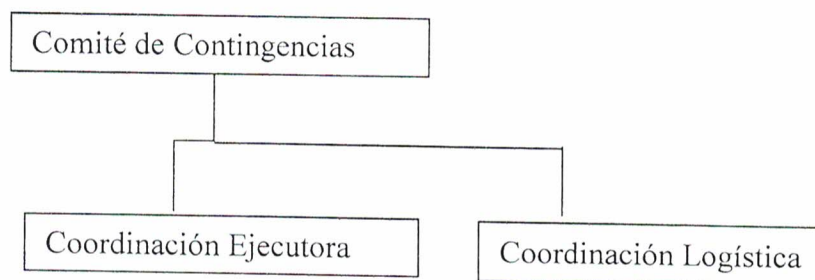 Comité de Contingencias
Coordinación Ejecutora
Coordinación Logística